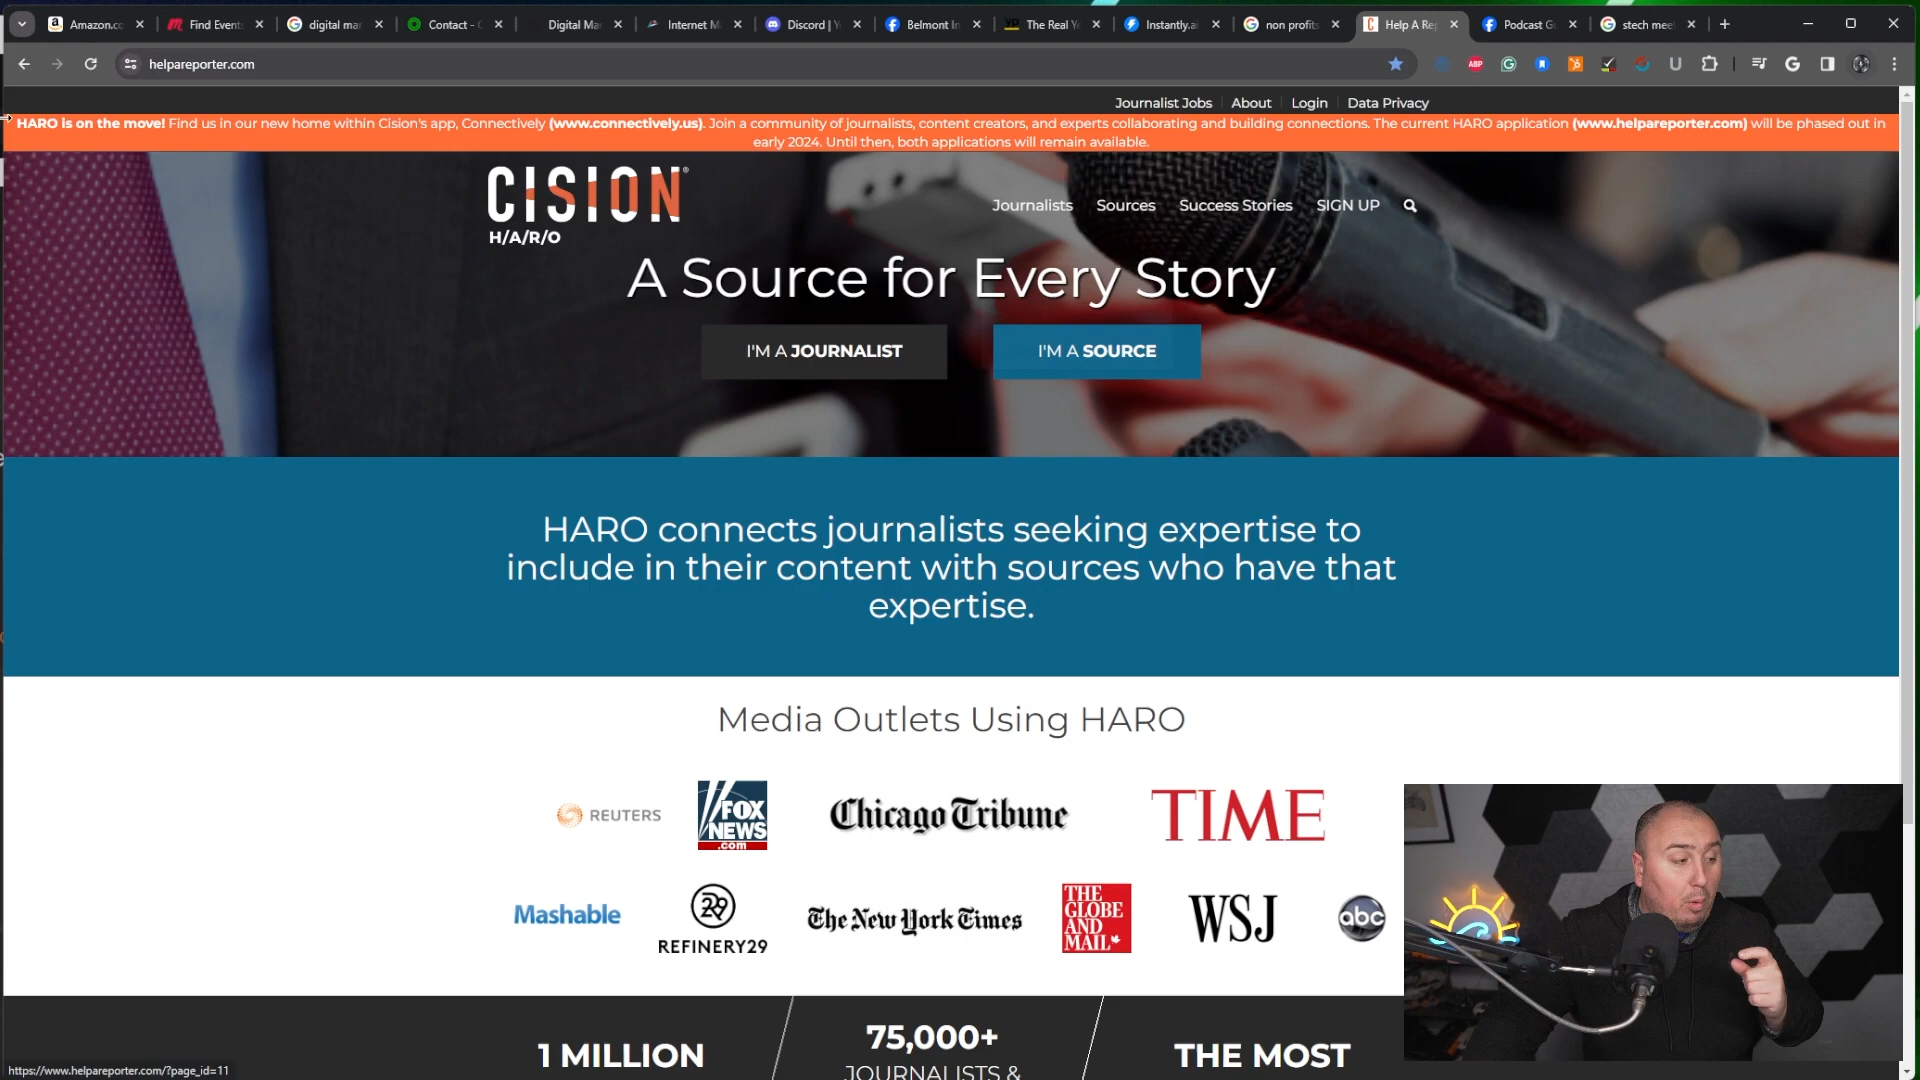 Amazon.co
Find Event
digital mar
Contact - C
Digital Ma
Internet M
Discord | Y
Belmont In
The Real Ye
Instantly.ai
non profits
Help A Rep
Podcast G
stech mee
helpareporter.com
Journalist Jobs
About
Login
Data Privacy
HARO is on the move! Find us in our new home within Cision's app, Connectively (www.connectively.us). Join a community of journalists, content creators, and experts collaborating and building connections. The current HARO application (www.helpareporter.com) will be phased out in
early 2024. Until then, both applications will remain available.
CISION®
H/A/R/O
Journalists
Sources
Success Stories
SIGN UP
A Source for Every Story
I'M A JOURNALIST
I'M A SOURCE
HARO connects journalists seeking expertise to
include in their content with sources who have that
expertise.
Media Outlets Using HARO
REUTERS
FOX
NEWS
.com
Chicago Tribune
TIME
Mashable
29
REFINERY29
The New York Times
THE
GLOBE
AND
MAIL
WSJ
abc
1 MILLION
75,000+
JOURNALISTS &
THE MOST
https://www.helpareporter.com/?page_id=11